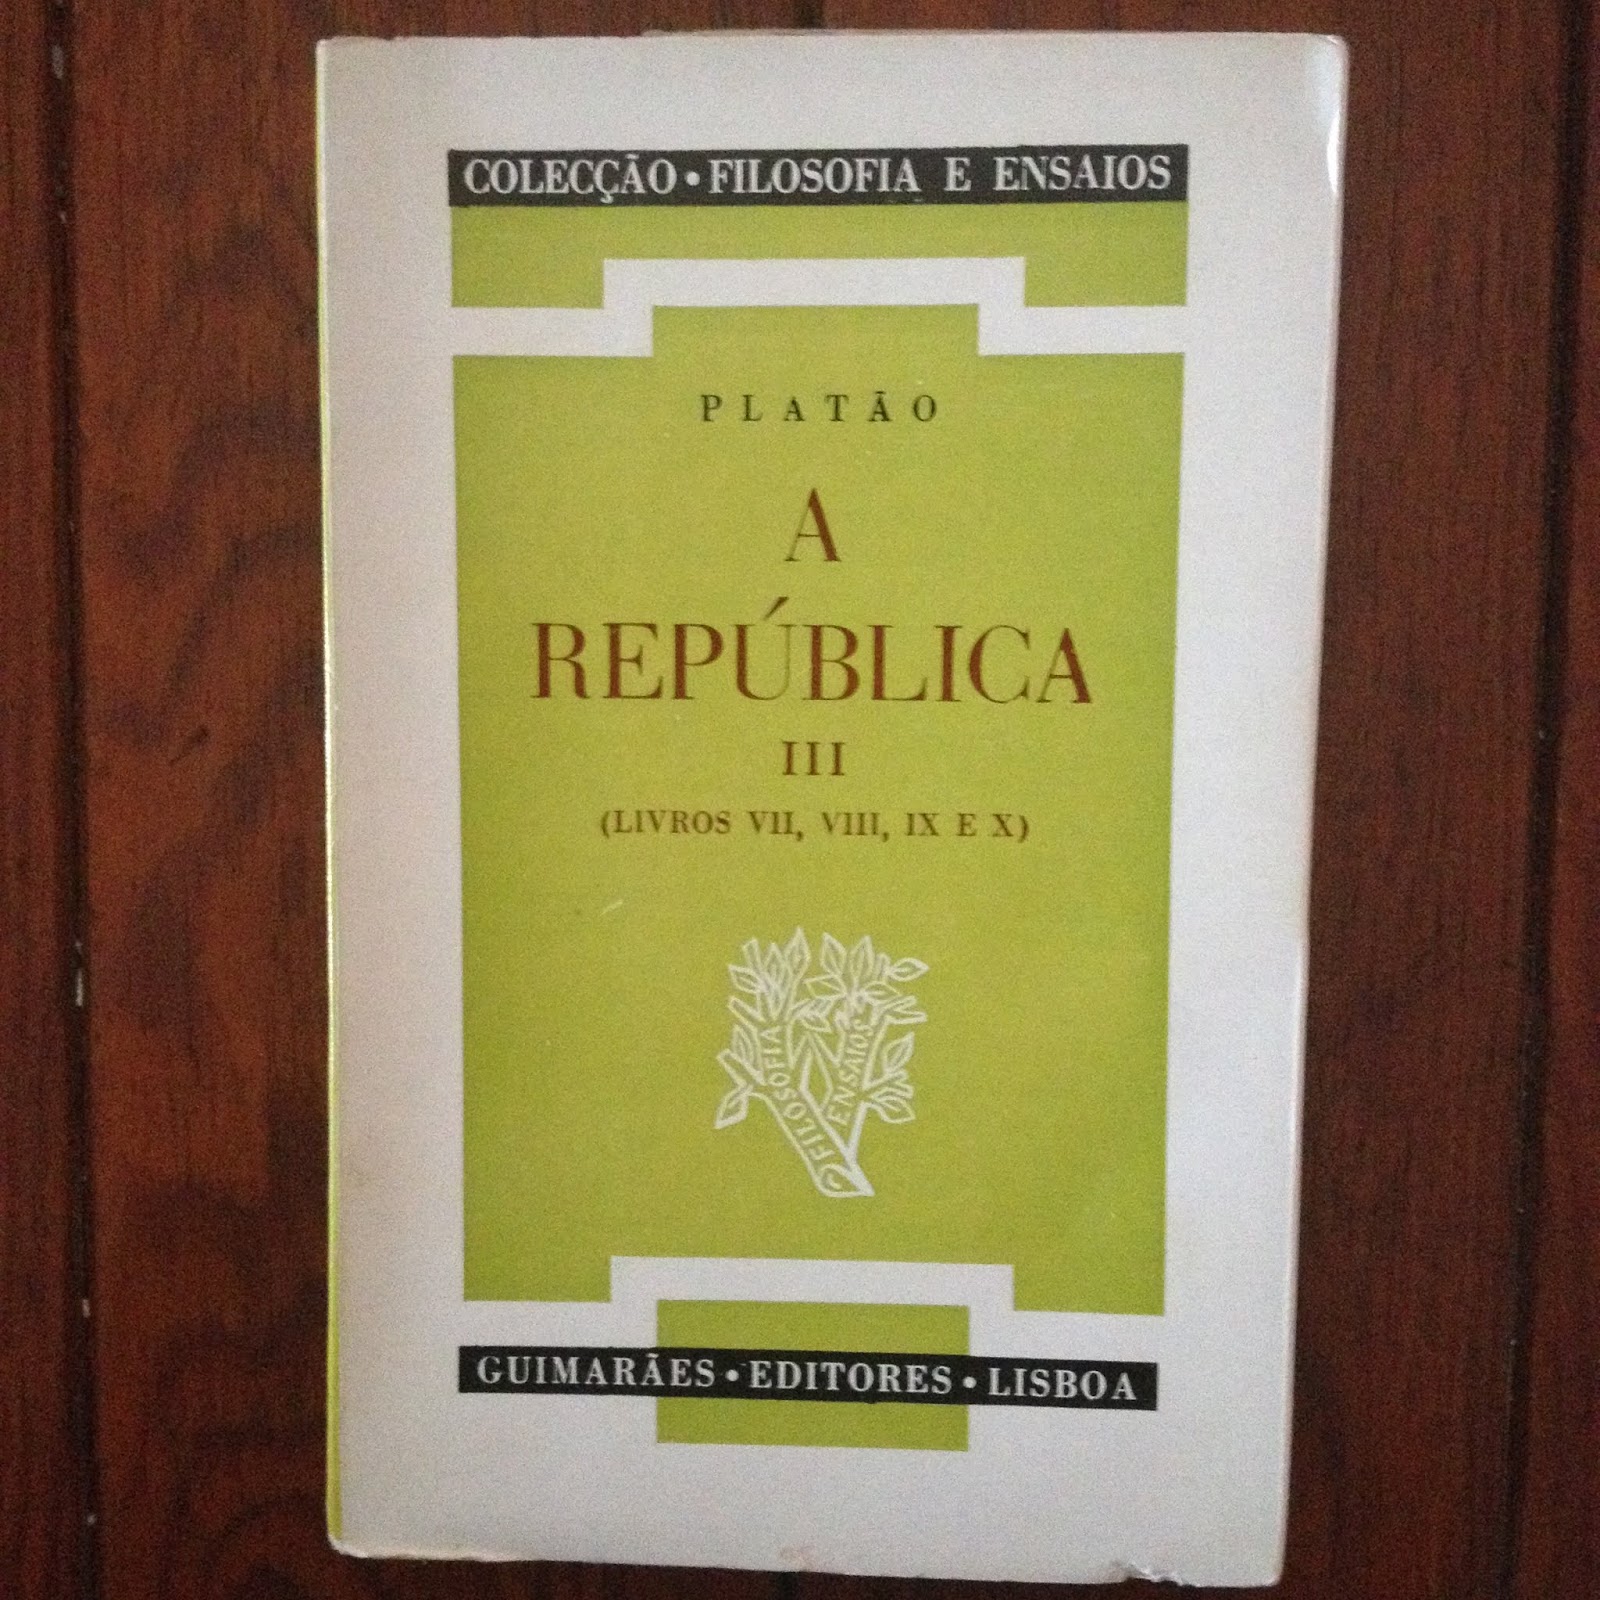 COLECÇÃO • FILOSOFIA E ENSAIOS
PLATÃO
A
REPÚBLICA
III
(LIVROS VII, VIII, IX E X)
FILOSOFIA
ENSAIOS
GUIMARÃES • EDITORES • LISBOA